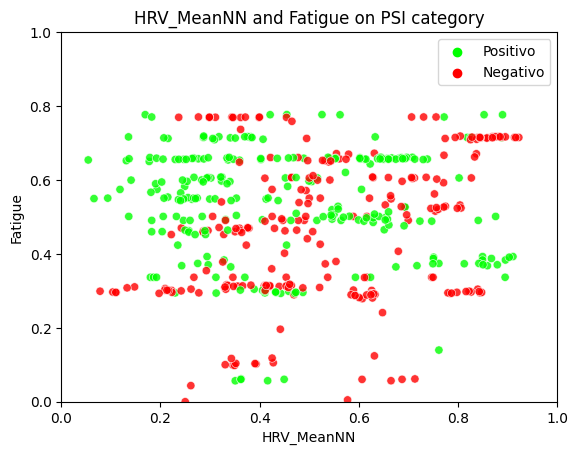 HRV_MeanNN and Fatigue on PSI category
Positivo
Negativo
1.0
0.8
0.6
0.4
0.2
0.0
Fatigue
0.0 0.2 0.4 0.6 0.8 1.0
HRV_MeanNN